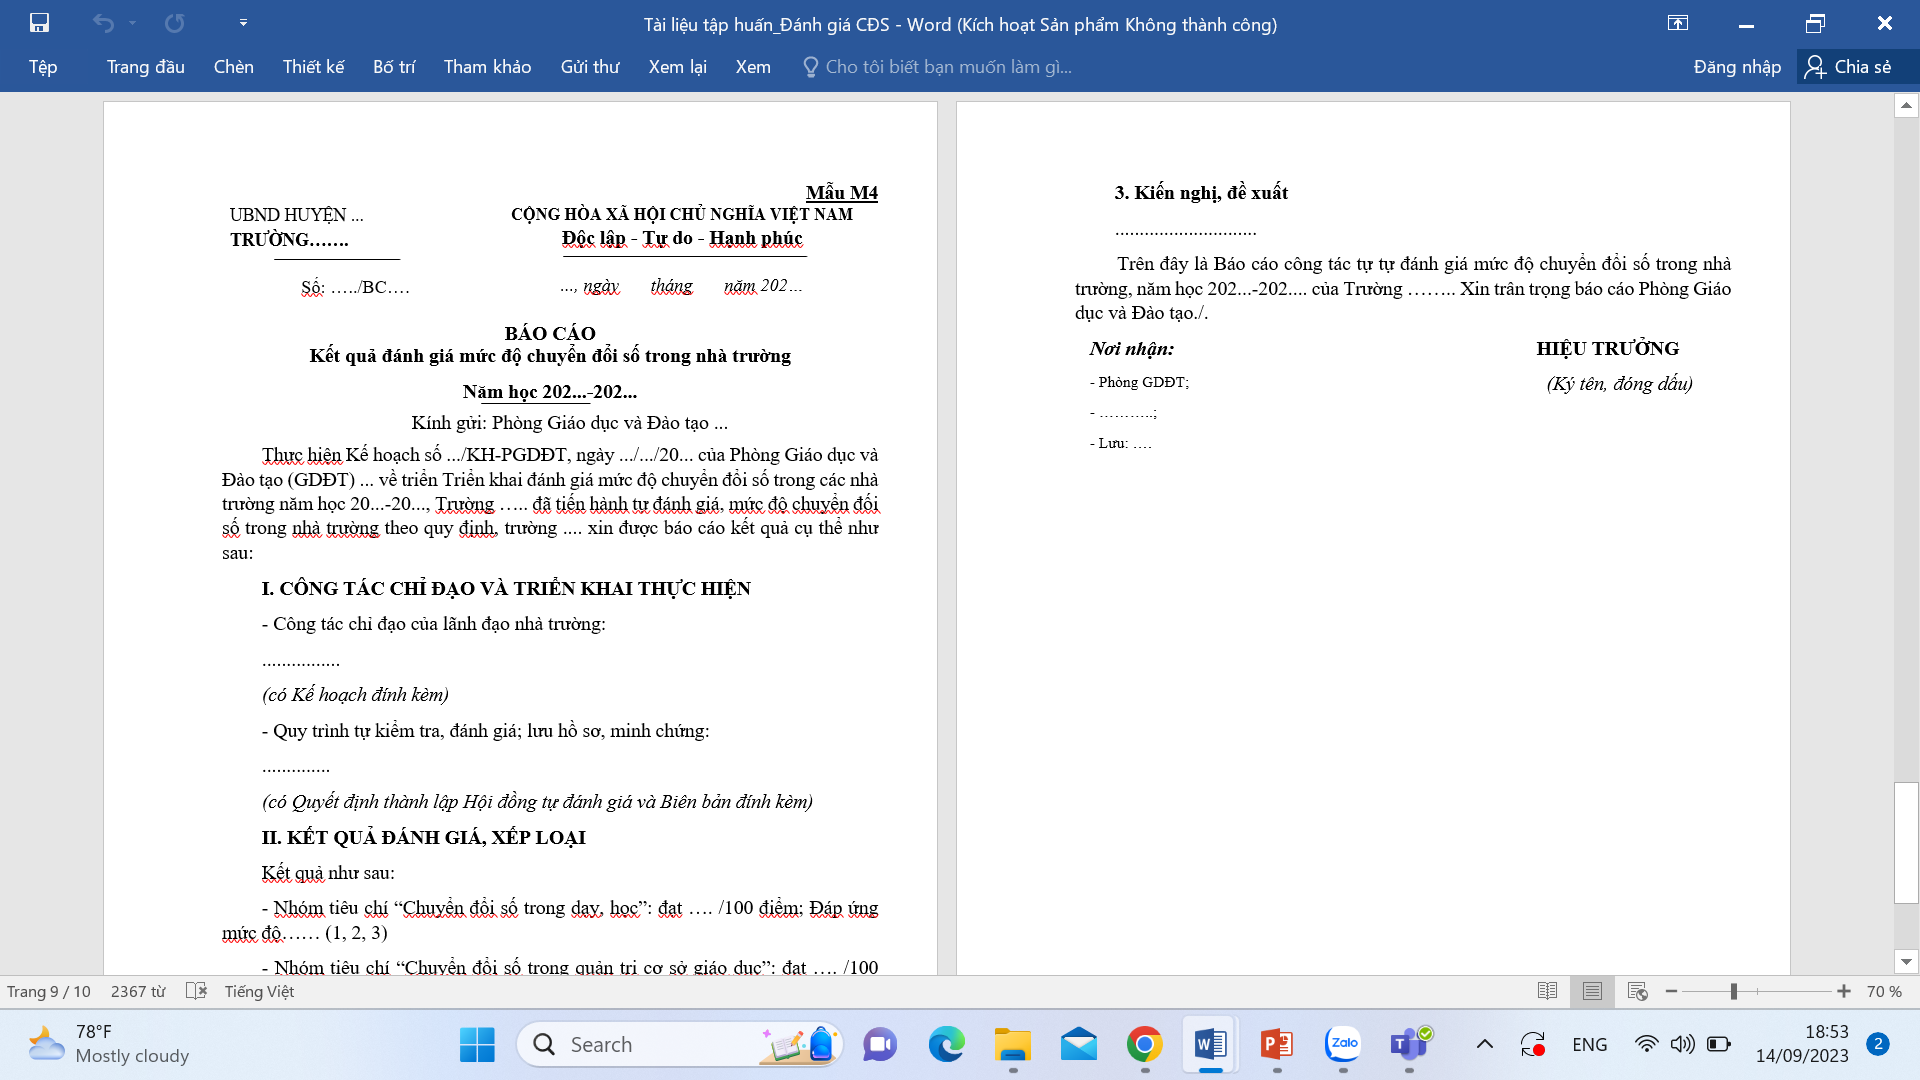 Tài liệu tập huấn_Đánh giá CĐS - Word (Kích hoạt Sản phẩm Không thành công)
Tệp Trang đầu Chèn Thiết kế Bố trí Tham khảo Gửi thư Xem lại Xem Cho tôi biết bạn muốn làm gì... Đăng nhập Chia sẻ
Mẫu M4
UBND HUYỆN ... CỘNG HÒA XÃ HỘI CHỦ NGHĨA VIỆT NAM
TRƯỜNG……. Độc lập - Tự do - Hạnh phúc
Số: …../BC…. ..., ngày tháng năm 202…
BÁO CÁO
Kết quả đánh giá mức độ chuyển đổi số trong nhà trường
Năm học 202...-202...
Kính gửi: Phòng Giáo dục và Đào tạo ...
Thực hiện Kế hoạch số .../KH-PGDĐT, ngày .../.../20... của Phòng Giáo dục và
Đào tạo (GDĐT) ... về triển Triển khai đánh giá mức độ chuyển đổi số trong các nhà
trường năm học 20...-20..., Trường ….. đã tiến hành tự đánh giá, mức độ chuyển đối
số trong nhà trường theo quy định, trường .... xin được báo cáo kết quả cụ thể như
sau:
I. CÔNG TÁC CHỈ ĐẠO VÀ TRIỂN KHAI THỰC HIỆN
- Công tác chỉ đạo của lãnh đạo nhà trường:
................
(có Kế hoạch đính kèm)
- Quy trình tự kiểm tra, đánh giá; lưu hồ sơ, minh chứng:
..............
(có Quyết định thành lập Hội đồng tự đánh giá và Biên bản đính kèm)
II. KẾT QUẢ ĐÁNH GIÁ, XẾP LOẠI
Kết quả như sau:
- Nhóm tiêu chí “Chuyển đổi số trong dạy, học”: đạt …. /100 điểm; Đáp ứng
mức độ…… (1, 2, 3)
- Nhóm tiêu chí “Chuyển đổi số trong quản trị cơ sở giáo dục”: đạt …. /100
3. Kiến nghị, đề xuất
.............................
Trên đây là Báo cáo công tác tự tự đánh giá mức độ chuyển đổi số trong nhà
trường, năm học 202...-202.... của Trường …….. Xin trân trọng báo cáo Phòng Giáo
dục và Đào tạo./.
Nơi nhận: HIỆU TRƯỞNG
- Phòng GDĐT; (Ký tên, đóng dấu)
- ………..;
- Lưu: ….
Trang 9 / 10 2367 từ Tiếng Việt 70 %
78°F
Mostly cloudy
Search
Zalo
ENG
18:53
14/09/2023
2